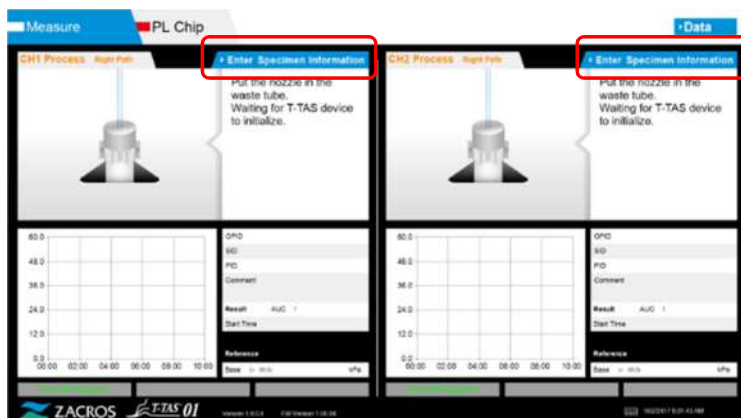 Measure
PL Chip
Data
CH1 Process Right Path
Enter Specimen Information
Put the nozzle in the
waste tube.
Waiting for T-TAS device
to initialize.
60.0
48.0
36.0
24.0
12.0
0.0
00:00 02:00 04:00 06:00 08:00 10:00
OPID
SID
PID
Comment
Result AUC :
Start Time
Reference
Base kPa
CH2 Process Right Path
Enter Specimen Information
Put the nozzle in the
waste tube.
Waiting for T-TAS device
to initialize.
60.0
48.0
36.0
24.0
12.0
0.0
00:00 02:00 04:00 06:00 08:00 10:00
OPID
SID
PID
Comment
Result AUC :
Start Time
Reference
Base kPa
ZACROS T-TAS 01